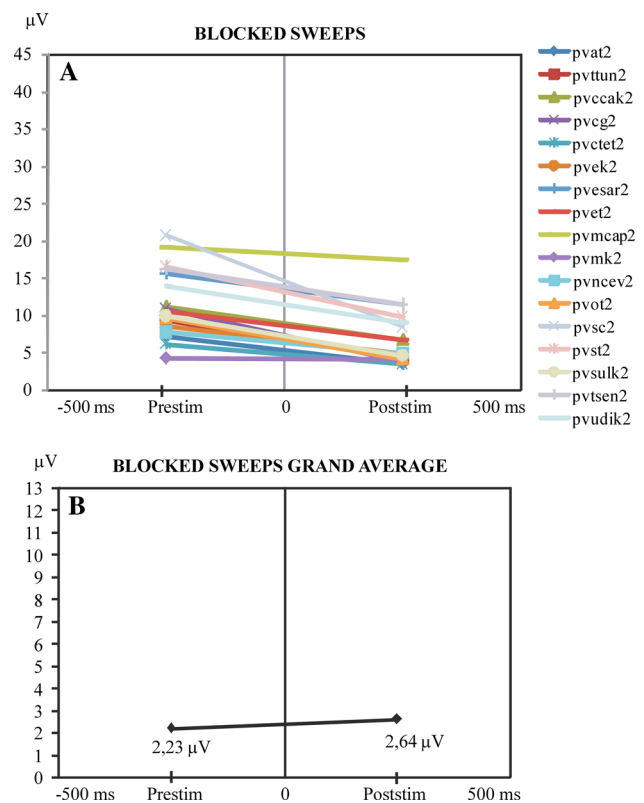 µV
BLOCKED SWEEPS
A
45
40
35
30
25
20
15
10
5
0
-500 ms Prestim 0 Poststim 500 ms
pvat2
pvttun2
pvccak2
pvcg2
pvctet2
pvek2
pvesar2
pvet2
pvmcap2
pvmk2
pvncev2
pvot2
pvsc2
pvst2
pvsulk2
pvtsen2
pvudik2
µV
BLOCKED SWEEPS GRAND AVERAGE
B
13
12
11
10
9
8
7
6
5
4
3
2
1
0
2,23 µV
2,64 µV
-500 ms Prestim 0 Poststim 500 ms